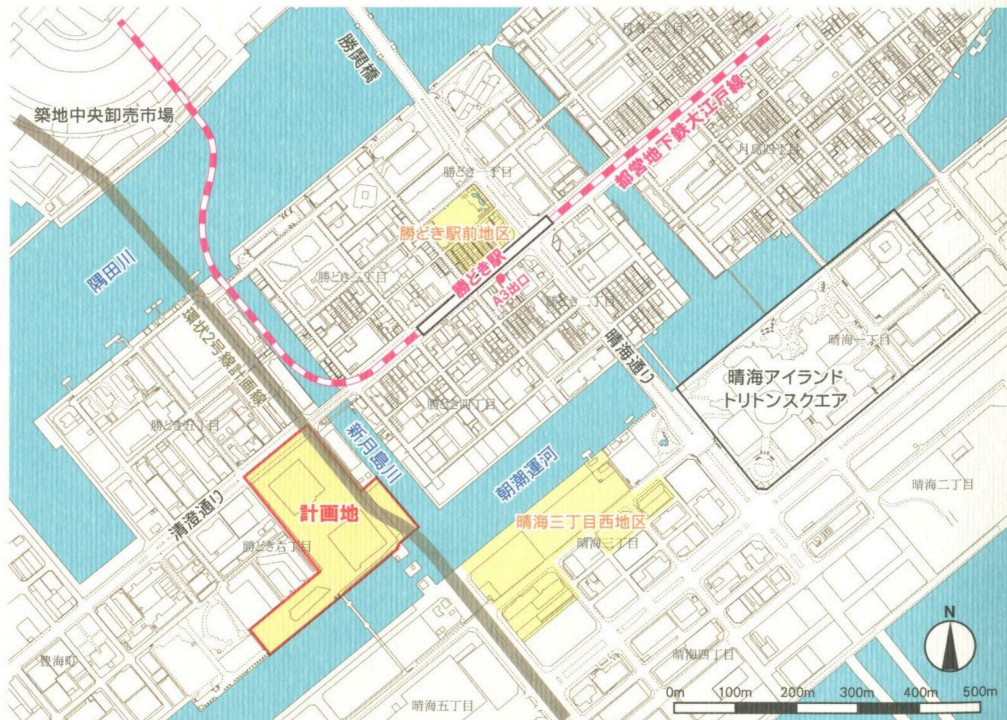 月島二丁目
勝鬨橋
築地中央卸売市場
都営地下鉄大江戸線
月島四丁目
勝どき一丁目
勝どき駅前地区
隅田川
勝どき二丁目
勝どき駅
A3出口
環状2号線計画線
晴海通り
晴海一丁目
晴海アイランド
トリトンスクエア
勝どき四丁目
勝どき五丁目
新月島川
朝潮運河
晴海二丁目
計画地
清澄通り
晴海三丁目西地区
勝どき六丁目
晴海三丁目
N
豊海町
晴海四丁目
0m
100m
200m
300m
400m
500m
晴海五丁目